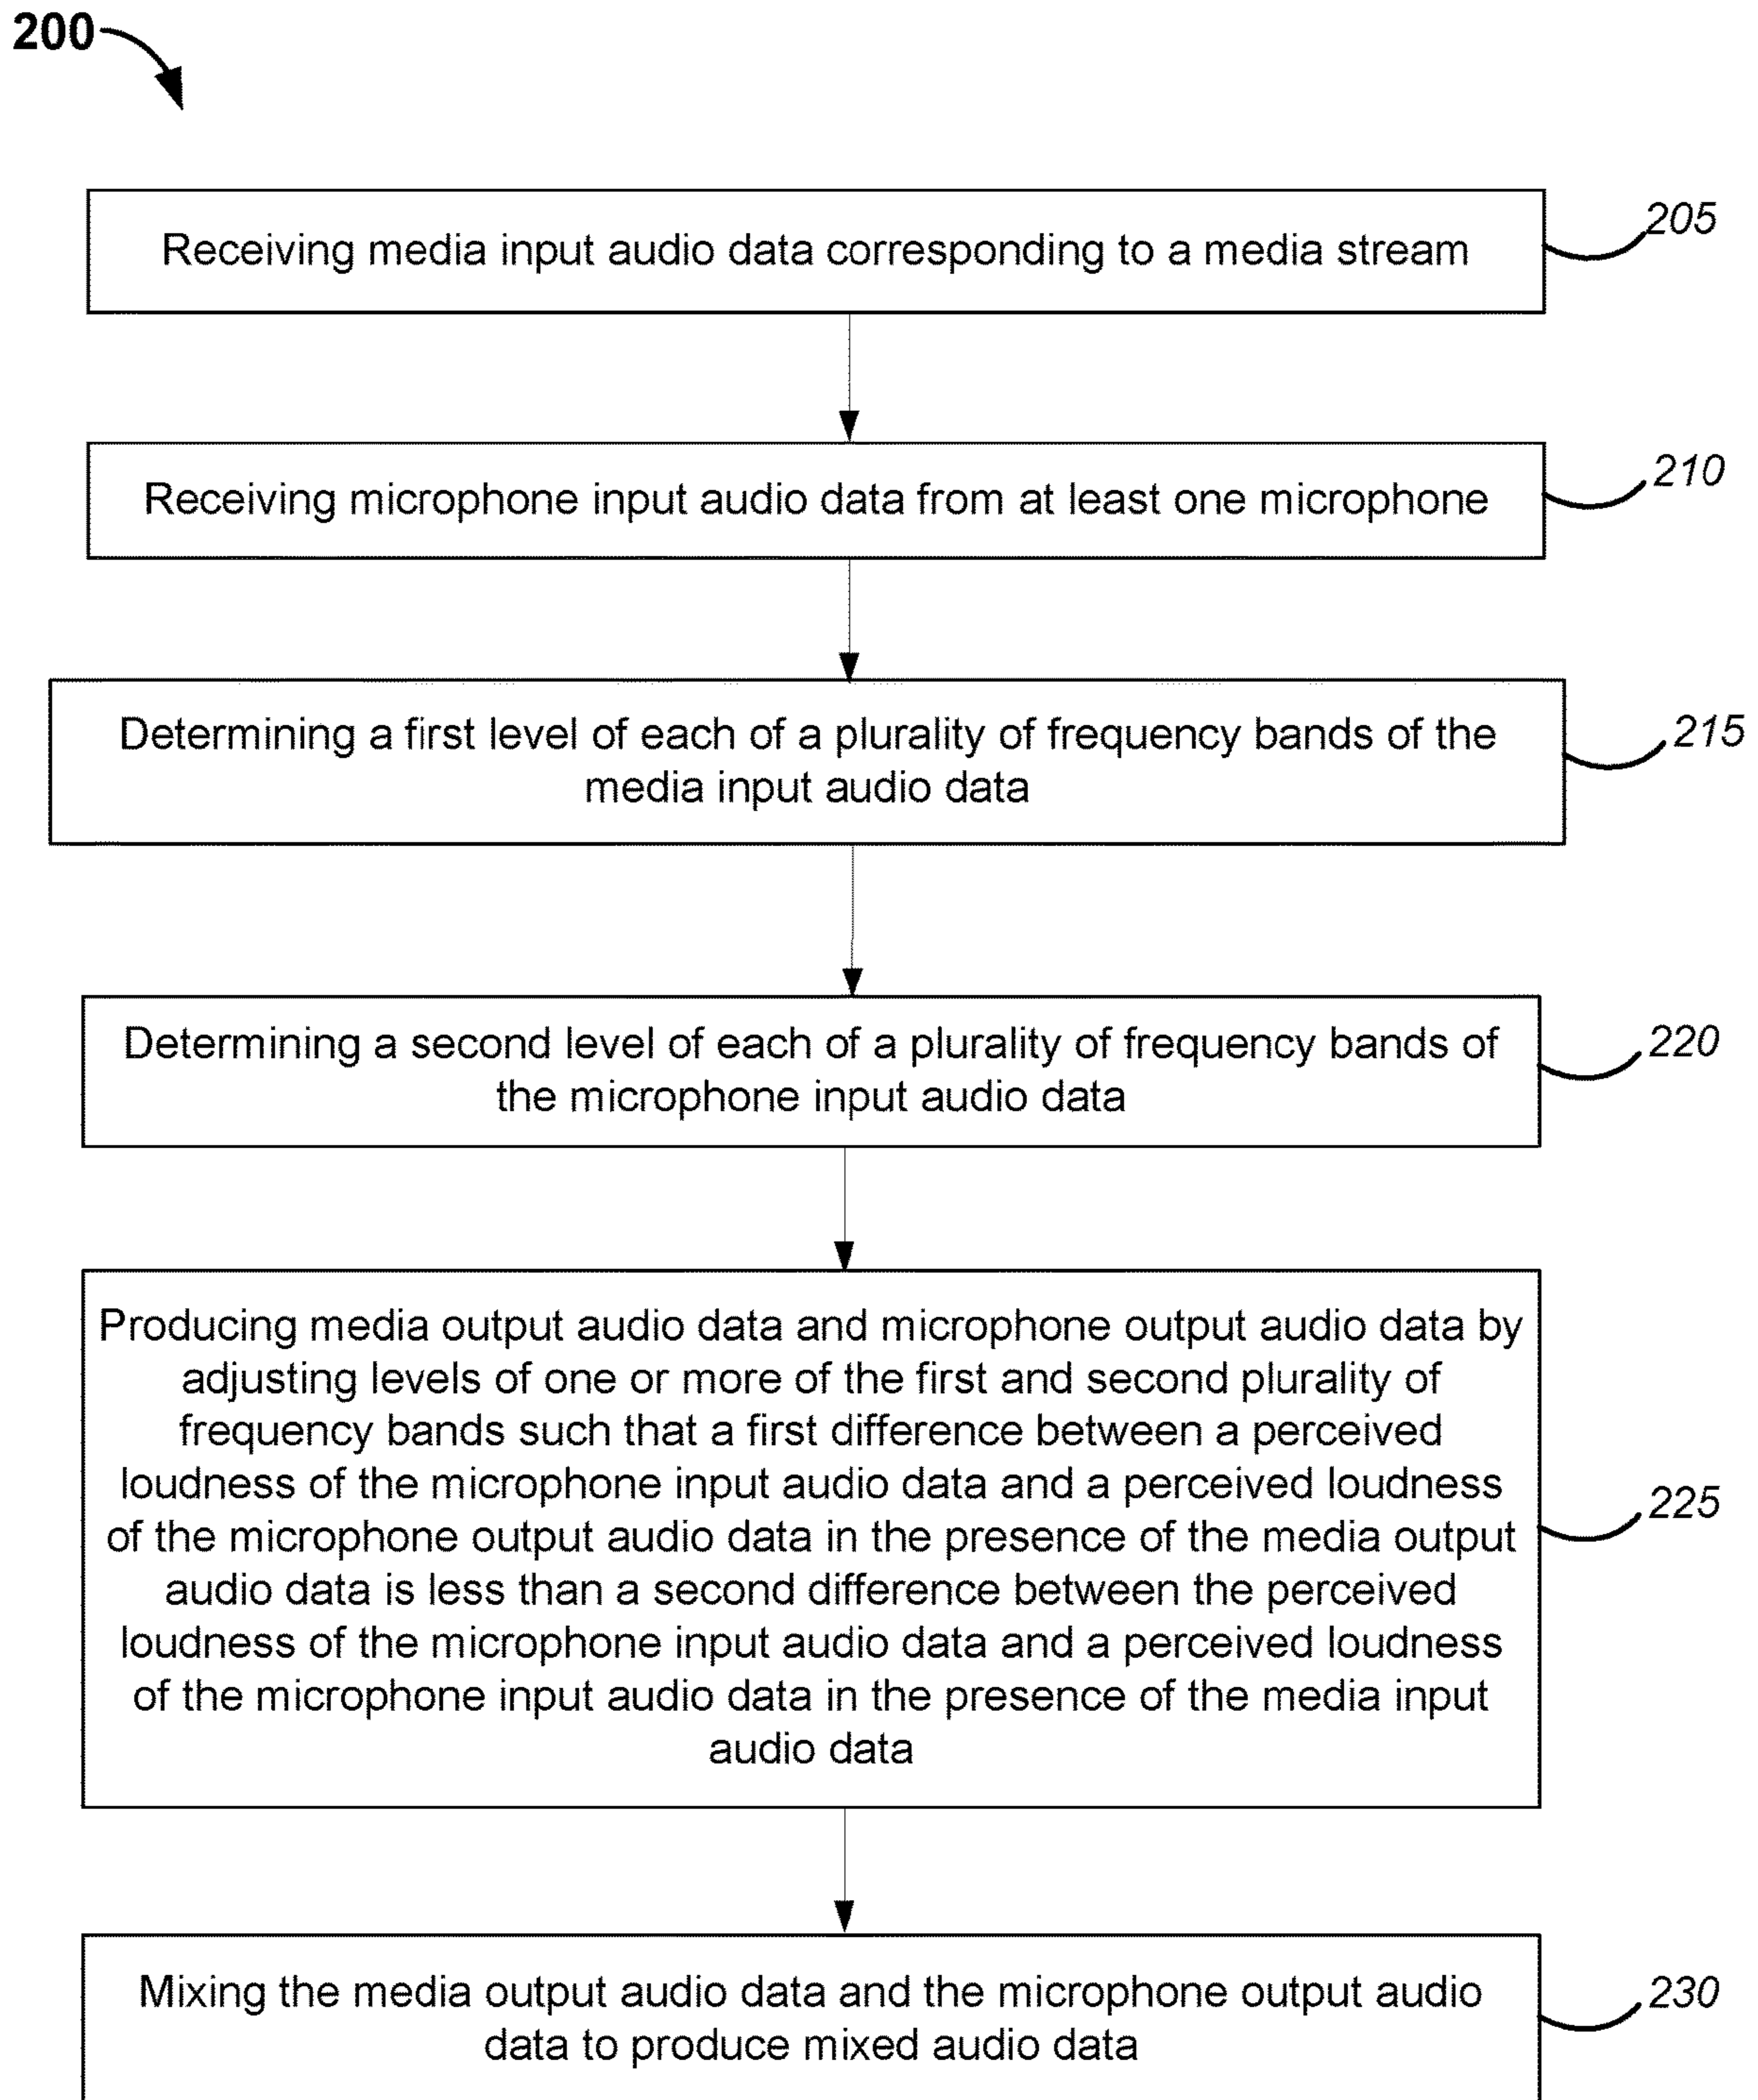 200
Receiving media input audio data corresponding to a media stream
205
Receiving microphone input audio data from at least one microphone
210
Determining a first level of each of a plurality of frequency bands of the
media input audio data
215
Determining a second level of each of a plurality of frequency bands of
the microphone input audio data
220
Producing media output audio data and microphone output audio data by
adjusting levels of one or more of the first and second plurality of
frequency bands such that a first difference between a perceived
loudness of the microphone input audio data and a perceived loudness
of the microphone output audio data in the presence of the media output
audio data is less than a second difference between the perceived
loudness of the microphone input audio data and a perceived loudness
of the microphone input audio data in the presence of the media input
audio data
225
Mixing the media output audio data and the microphone output audio
data to produce mixed audio data
230